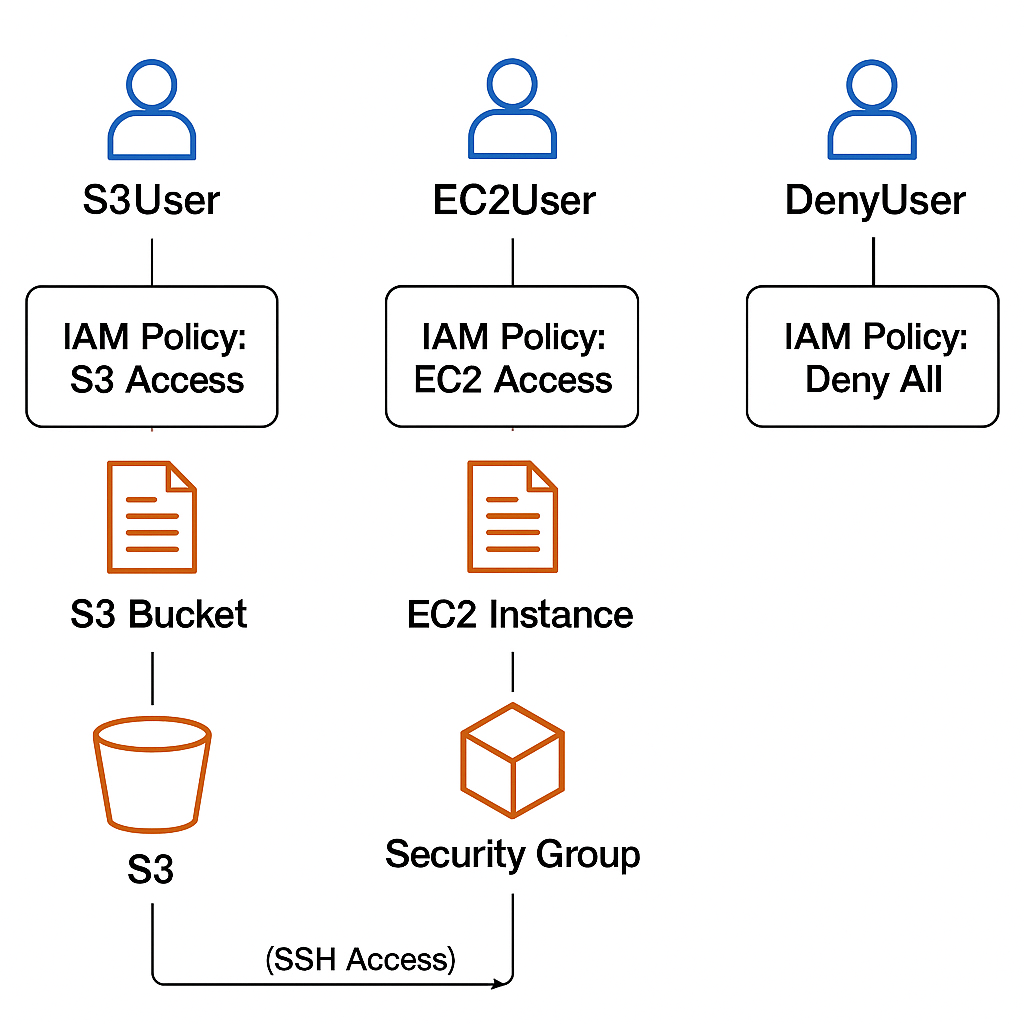 S3User
EC2User
DenyUser
IAM Policy:
S3 Access
IAM Policy:
EC2 Access
IAM Policy:
Deny All
S3 Bucket
EC2 Instance
S3
Security Group
(SSH Access)